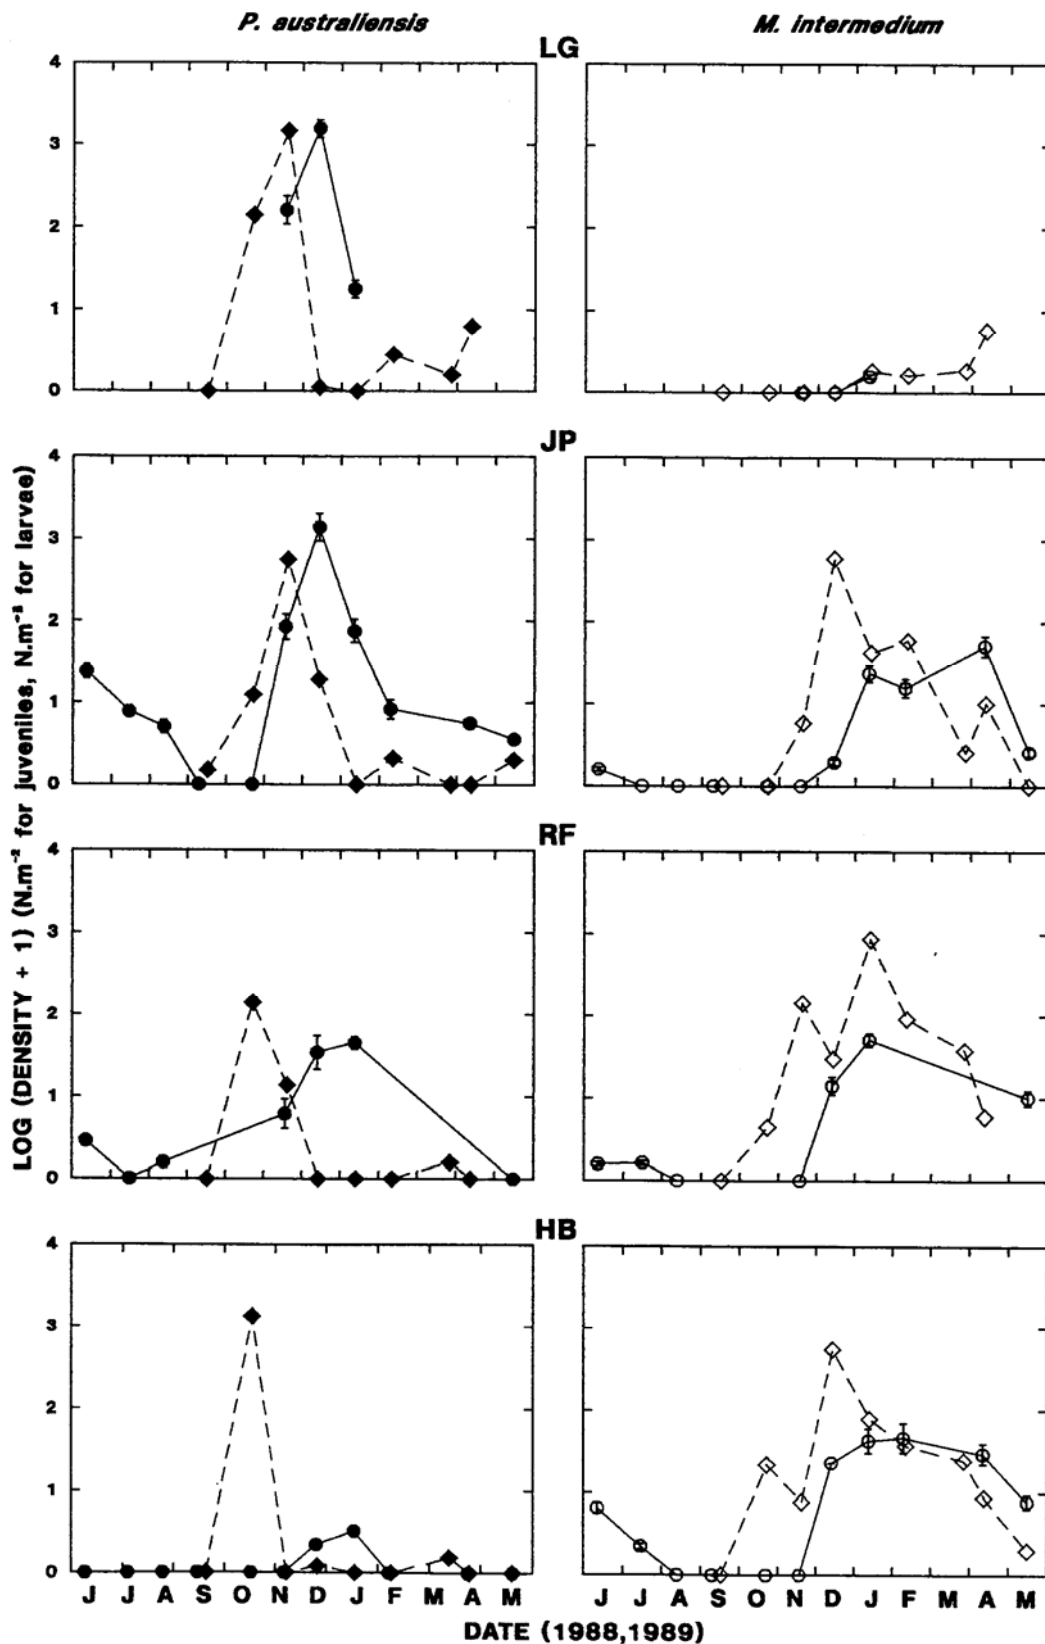 P. australiensis
M. intermedium
LG
4
3
2
1
0
JP
4
3
2
1
0
RF
4
3
2
1
0
HB
4
3
2
1
0
J J A S O N D J F M A M
J J A S O N D J F M A M
LOG (DENSITY + 1) (N.m⁻² for juveniles, N.m⁻³ for larvae)
DATE (1988,1989)